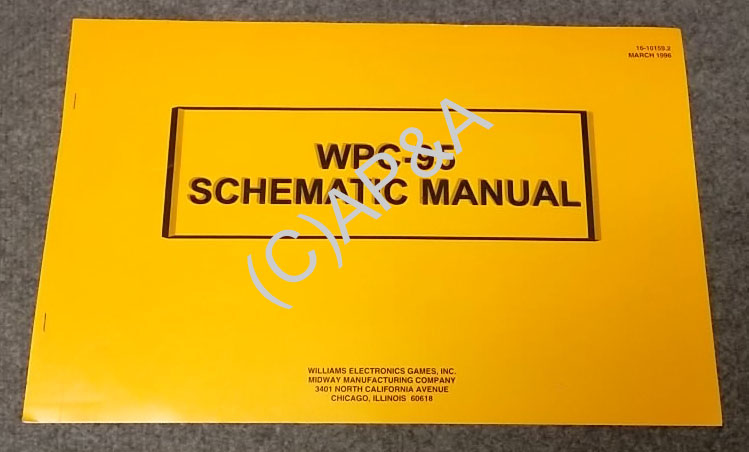 16-10159.2
MARCH 1996
WPC-95
SCHEMATIC MANUAL
(C)AP&A
WILLIAMS ELECTRONICS GAMES, INC.
MIDWAY MANUFACTURING COMPANY
3401 NORTH CALIFORNIA AVENUE
CHICAGO, ILLINOIS 60618